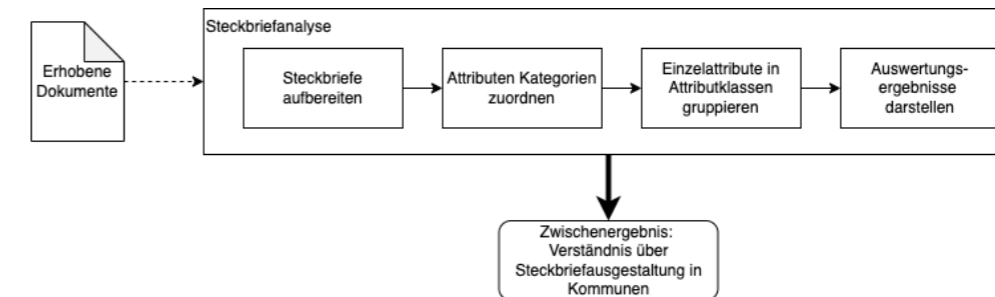 Steckbriefanalyse
Erhobene
Dokumente
Steckbriefe
aufbereiten
Attributen Kategorien
zuordnen
Einzelattribute in
Attributklassen
gruppieren
Auswertungs-
ergebnisse
darstellen
Zwischenergebnis:
Verständnis über
Steckbriefausgestaltung in
Kommunen